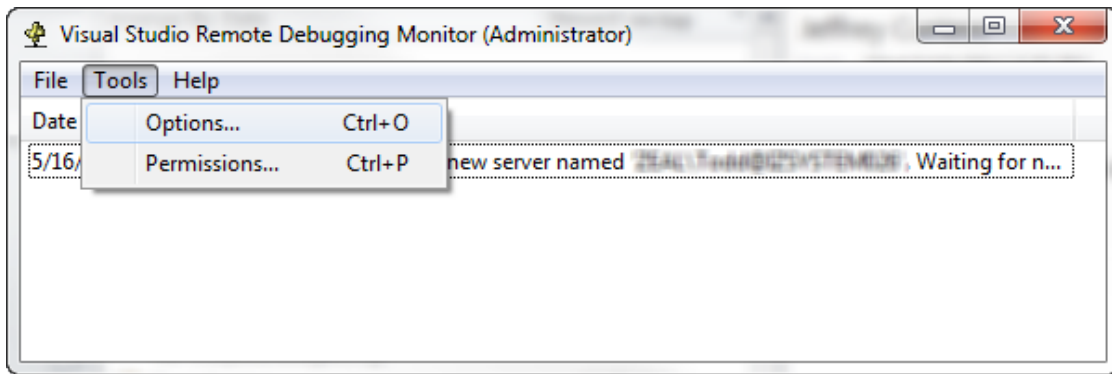 Visual Studio Remote Debugging Monitor (Administrator)
File Tools Help
Date
Options... Ctrl+O
5/16/ new server named . Waiting for n...
Permissions... Ctrl+P